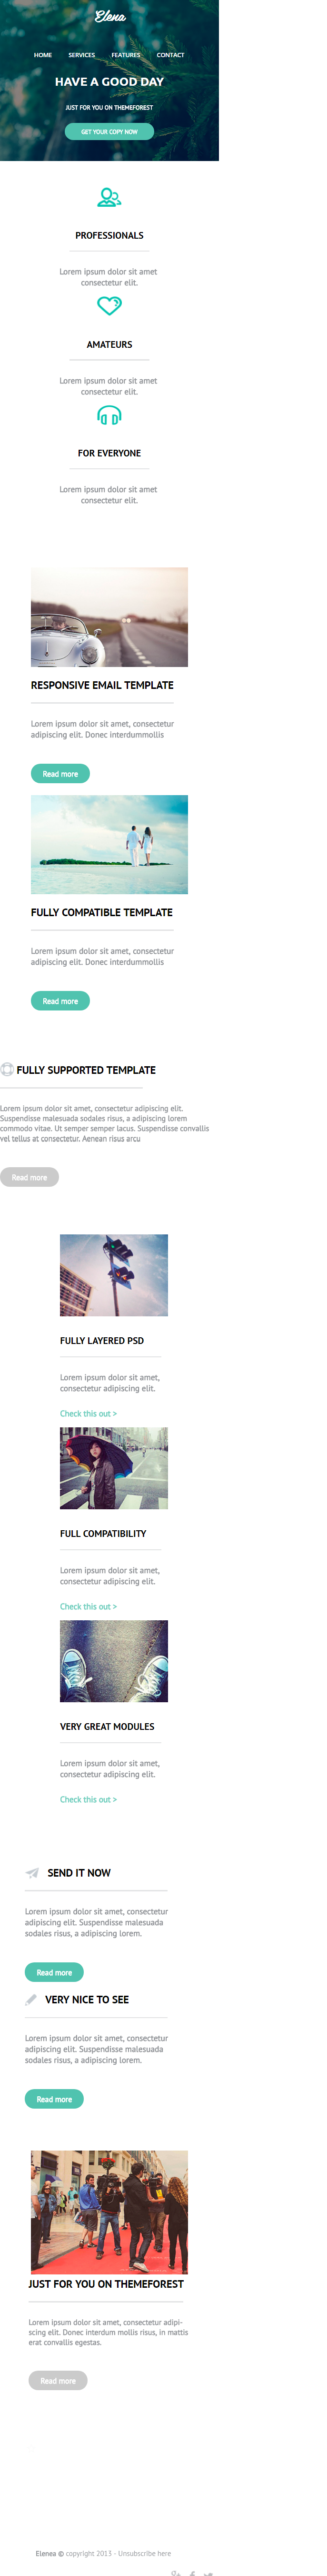 Elena
HOME SERVICES FEATURES CONTACT
HAVE A GOOD DAY
JUST FOR YOU ON THEMEFOREST
GET YOUR COPY NOW
PROFESSIONALS
Lorem ipsum dolor sit amet
consectetur elit.
AMATEURS
Lorem ipsum dolor sit amet
consectetur elit.
FOR EVERYONE
Lorem ipsum dolor sit amet
consectetur elit.
RESPONSIVE EMAIL TEMPLATE
Lorem ipsum dolor sit amet, consectetur
adipiscing elit. Donec interdummollis
Read more
FULLY COMPATIBLE TEMPLATE
Lorem ipsum dolor sit amet, consectetur
adipiscing elit. Donec interdummollis
Read more
FULLY SUPPORTED TEMPLATE
Lorem ipsum dolor sit amet, consectetur adipiscing elit.
Suspendisse malesuada sodales risus, a adipiscing lorem
commodo vitae. Ut semper semper lacus. Suspendisse convallis
vel tellus at consectetur. Aenean risus arcu
Read more
FULLY LAYERED PSD
Lorem ipsum dolor sit amet,
consectetur adipiscing elit.
Check this out >
FULL COMPATIBILITY
Lorem ipsum dolor sit amet,
consectetur adipiscing elit.
Check this out >
VERY GREAT MODULES
Lorem ipsum dolor sit amet,
consectetur adipiscing elit.
Check this out >
SEND IT NOW
Lorem ipsum dolor sit amet, consectetur
adipiscing elit. Suspendisse malesuada
sodales risus, a adipiscing lorem.
Read more
VERY NICE TO SEE
Lorem ipsum dolor sit amet, consectetur
adipiscing elit. Suspendisse malesuada
sodales risus, a adipiscing lorem.
Read more
JUST FOR YOU ON THEMEFOREST
Lorem ipsum dolor sit amet, consectetur adipi-
scing elit. Donec interdum mollis risus, in mattis
erat convallis egestas.
Read more
Elenea © copyright 2013 - Unsubscribe here